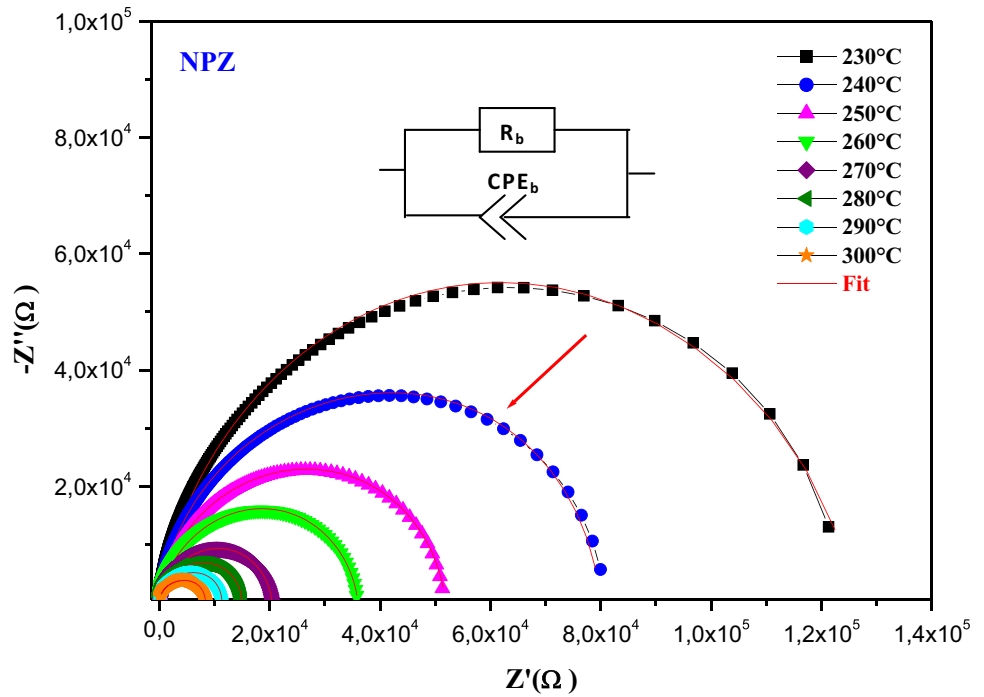 NPZ
230°C
240°C
250°C
260°C
270°C
280°C
290°C
300°C
Fit
R_b
CPE_b
-Z''(Ω)
1,0x10^5
8,0x10^4
6,0x10^4
4,0x10^4
2,0x10^4
0,0
2,0x10^4
4,0x10^4
6,0x10^4
8,0x10^4
1,0x10^5
1,2x10^5
1,4x10^5
Z'(Ω)